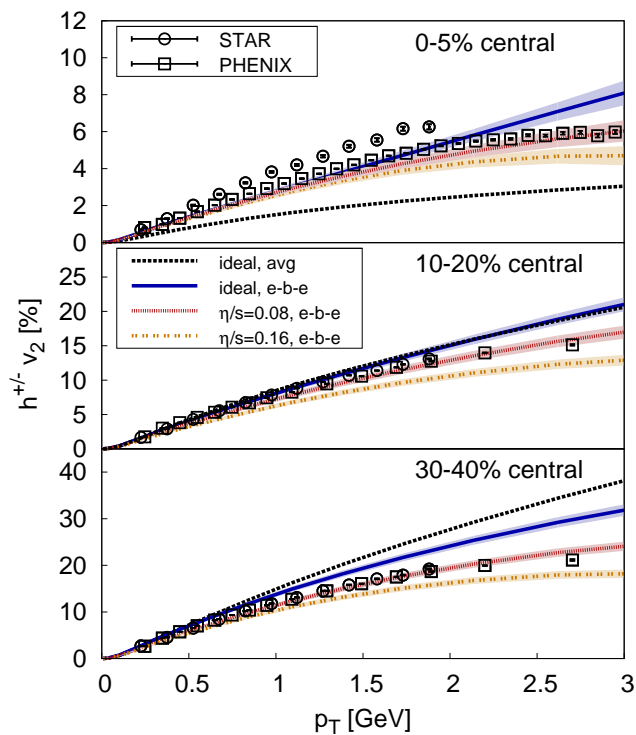 12
10
8
6
4
2
0
STAR
PHENIX
0-5% central
25
20
15
10
5
0
ideal, avg
ideal, e-b-e
η/s=0.08, e-b-e
η/s=0.16, e-b-e
10-20% central
h+/- v2 [%]
40
30
20
10
0
30-40% central
0 0.5 1 1.5 2 2.5 3
pT [GeV]